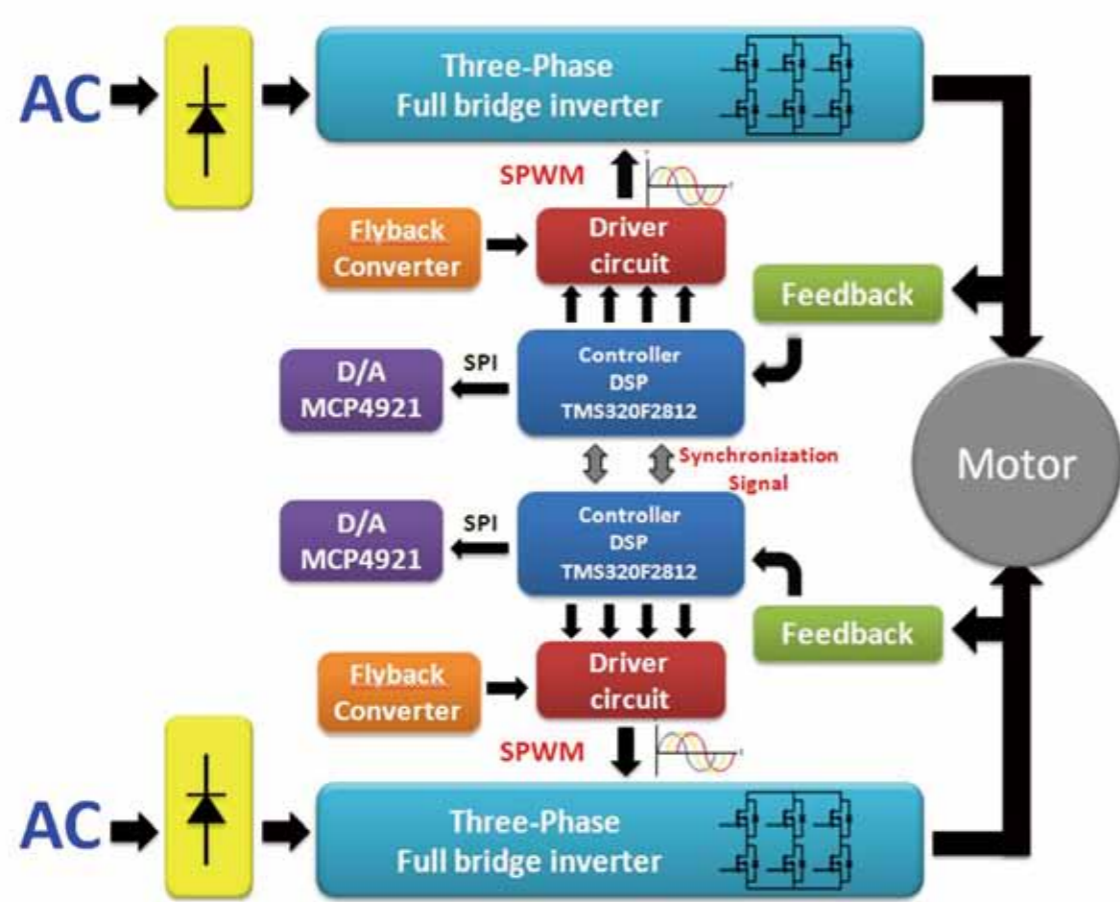 AC
Three-Phase
Full bridge inverter
SPWM
Flyback
Converter
Driver
circuit
Feedback
D/A
MCP4921
SPI
Controller
DSP
TMS320F2812
Synchronization
Signal
Motor
D/A
MCP4921
SPI
Controller
DSP
TMS320F2812
Feedback
Flyback
Converter
Driver
circuit
SPWM
AC
Three-Phase
Full bridge inverter